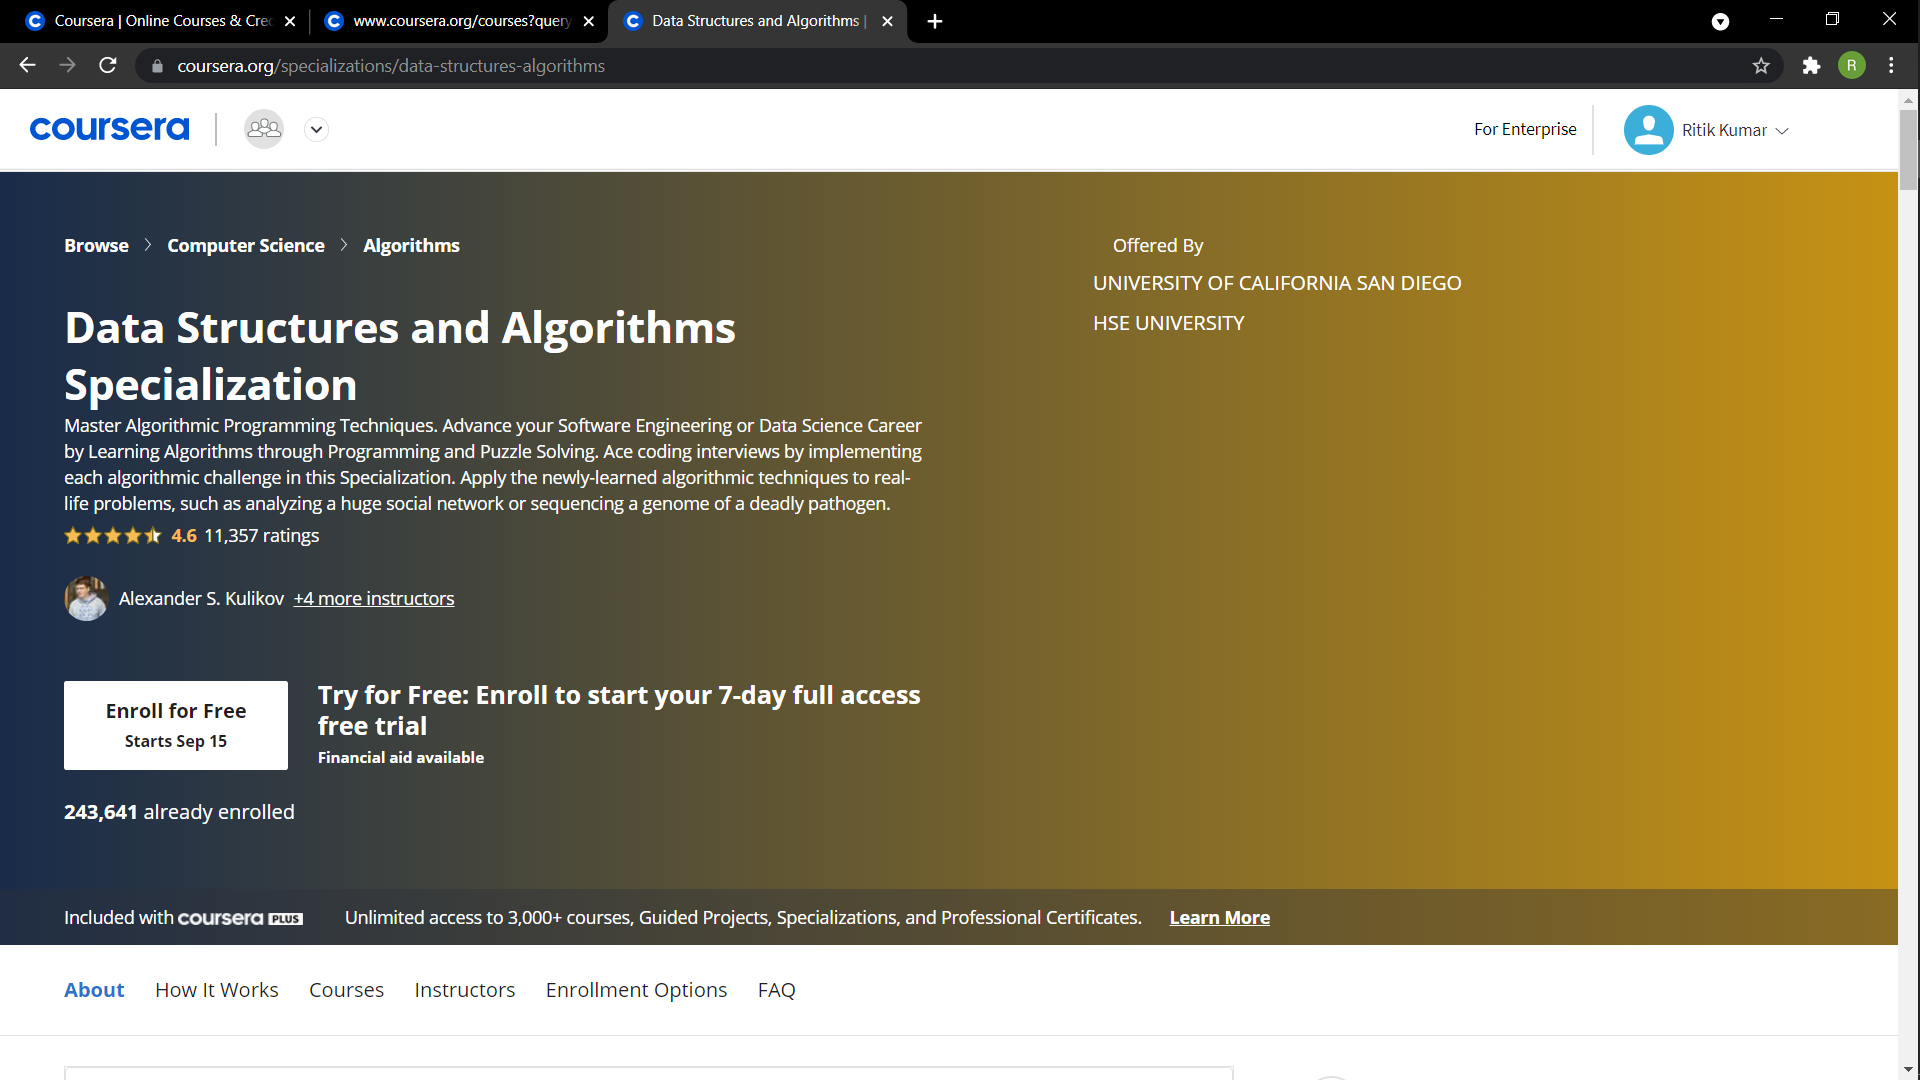 Coursera | Online Courses & Cre
www.coursera.org/courses?query
Data Structures and Algorithms |
coursera.org/specializations/data-structures-algorithms
R
coursera
For Enterprise
Ritik Kumar
Browse > Computer Science > Algorithms
Offered By
UNIVERSITY OF CALIFORNIA SAN DIEGO
HSE UNIVERSITY
Data Structures and Algorithms
Specialization
Master Algorithmic Programming Techniques. Advance your Software Engineering or Data Science Career
by Learning Algorithms through Programming and Puzzle Solving. Ace coding interviews by implementing
each algorithmic challenge in this Specialization. Apply the newly-learned algorithmic techniques to real-
life problems, such as analyzing a huge social network or sequencing a genome of a deadly pathogen.
4.6 11,357 ratings
Alexander S. Kulikov +4 more instructors
Enroll for Free
Starts Sep 15
Try for Free: Enroll to start your 7-day full access
free trial
Financial aid available
243,641 already enrolled
Included with coursera PLUS Unlimited access to 3,000+ courses, Guided Projects, Specializations, and Professional Certificates. Learn More
About How It Works Courses Instructors Enrollment Options FAQ